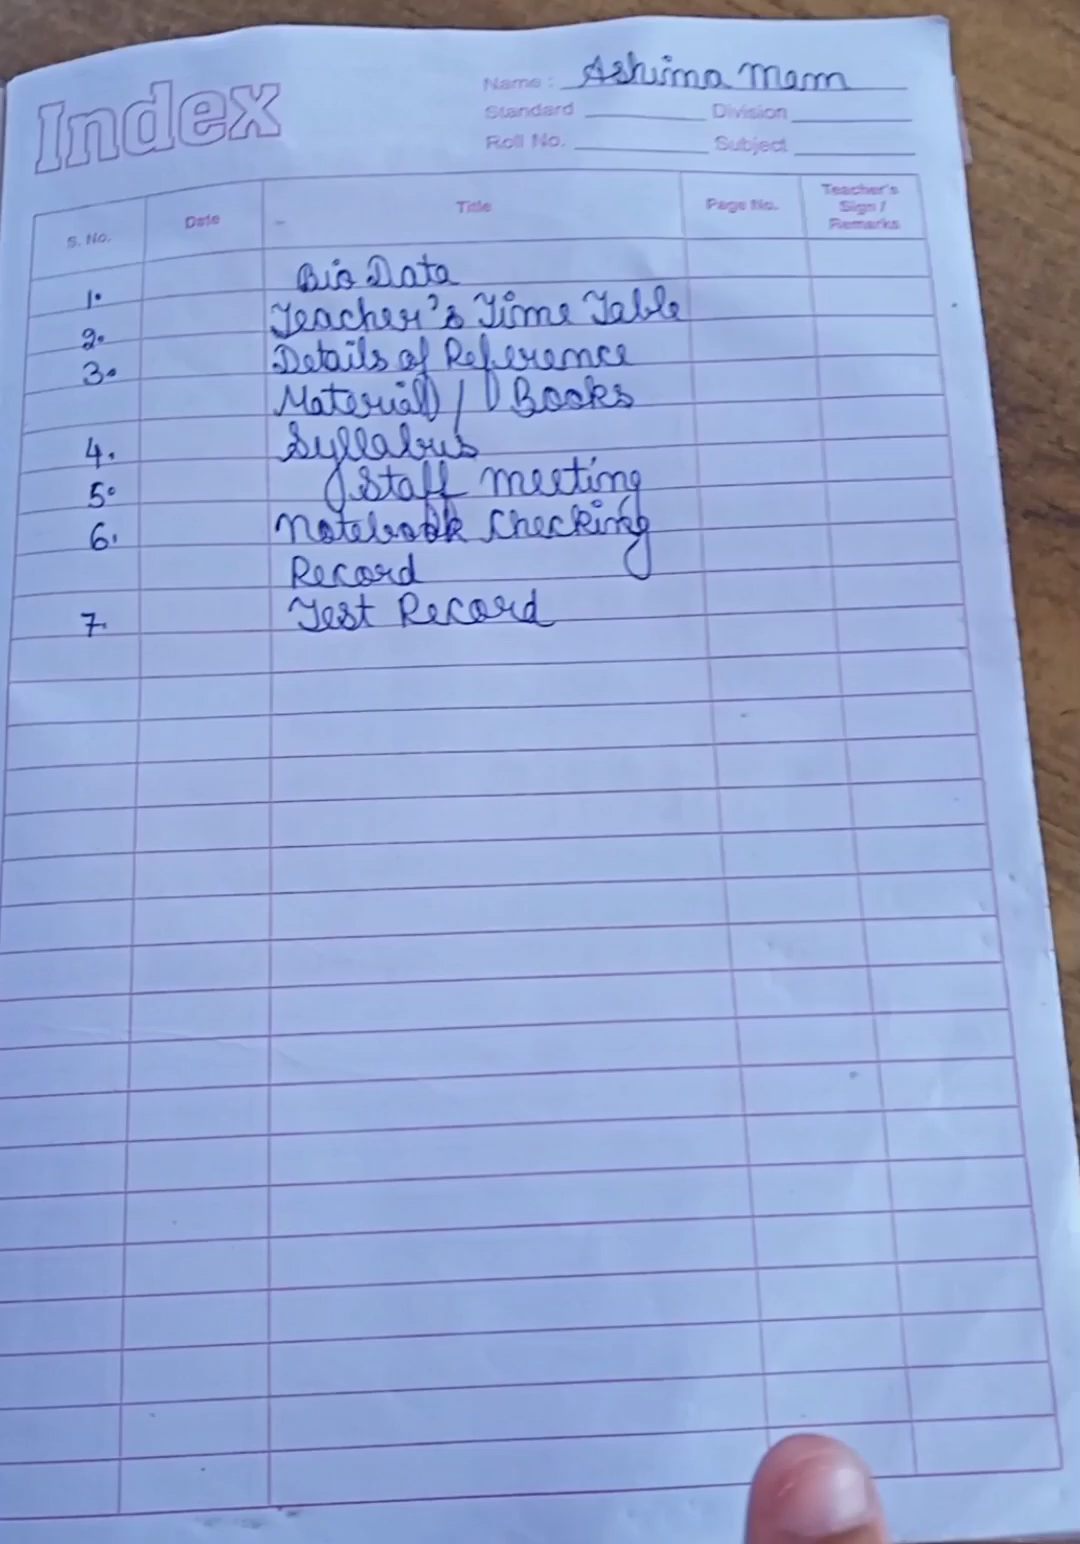 Index
Name : Ashima Mam
Standard Division
Roll No. Subject
S. No. Date Title Page No. Teacher's Sign / Remarks
1. Bio Data
2. Teacher's Time Table
3. Details of Reference
Material / Books
4. Syllabus
5. Staff meeting
6. Notebook Checking
Record
7. Test Record